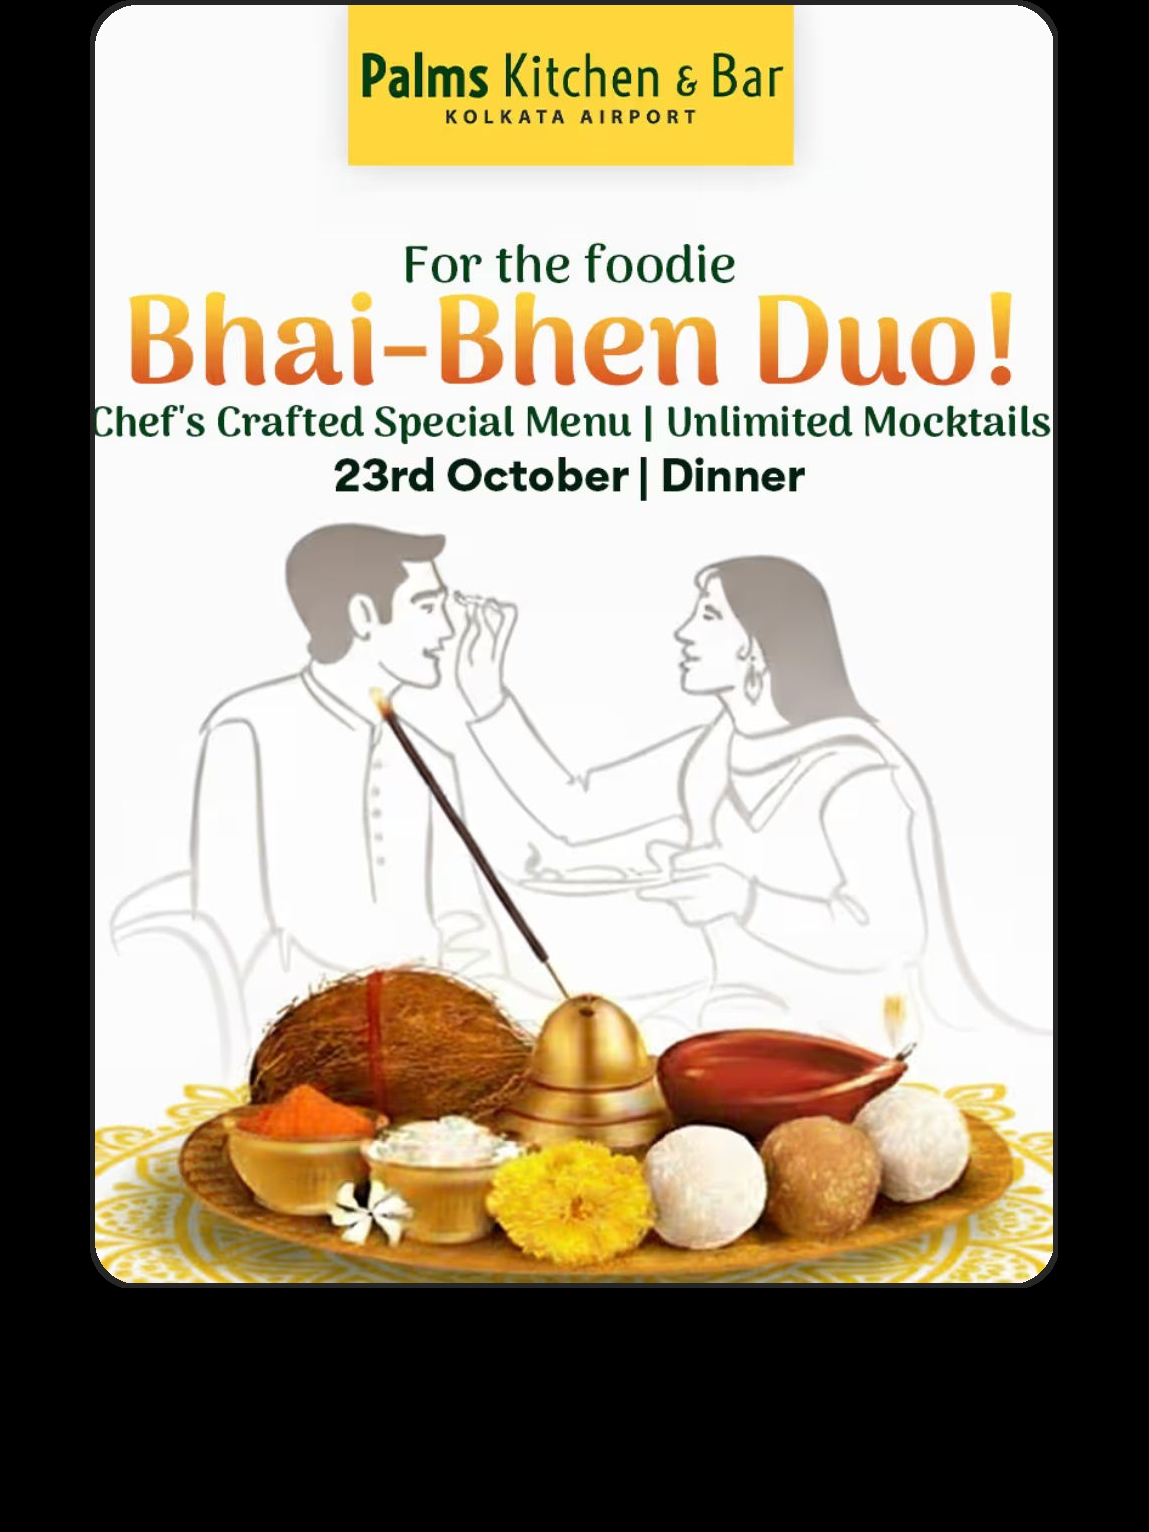 Palms Kitchen & Bar
KOLKATA AIRPORT
For the foodie
Bhai-Bhen Duo!
Chef's Crafted Special Menu | Unlimited Mocktails
23rd October | Dinner